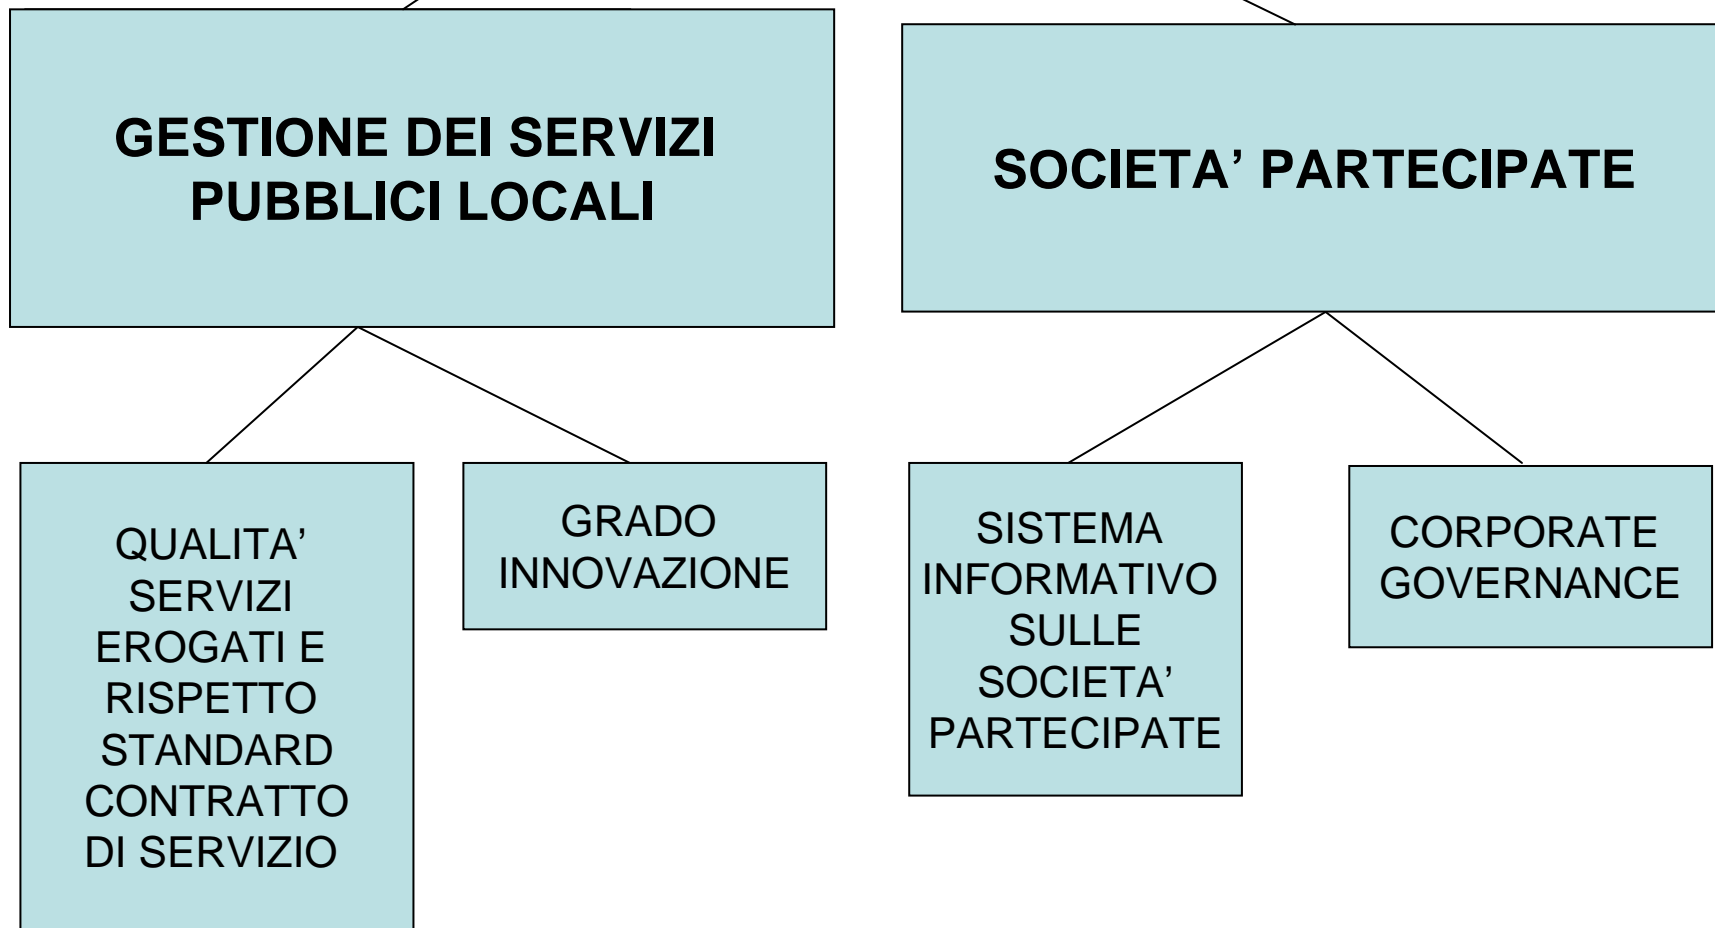 GESTIONE DEI SERVIZI
PUBBLICI LOCALI
SOCIETA’ PARTECIPATE
QUALITA’
SERVIZI
EROGATI E
RISPETTO
STANDARD
CONTRATTO
DI SERVIZIO
GRADO
INNOVAZIONE
SISTEMA
INFORMATIVO
SULLE
SOCIETA’
PARTECIPATE
CORPORATE
GOVERNANCE